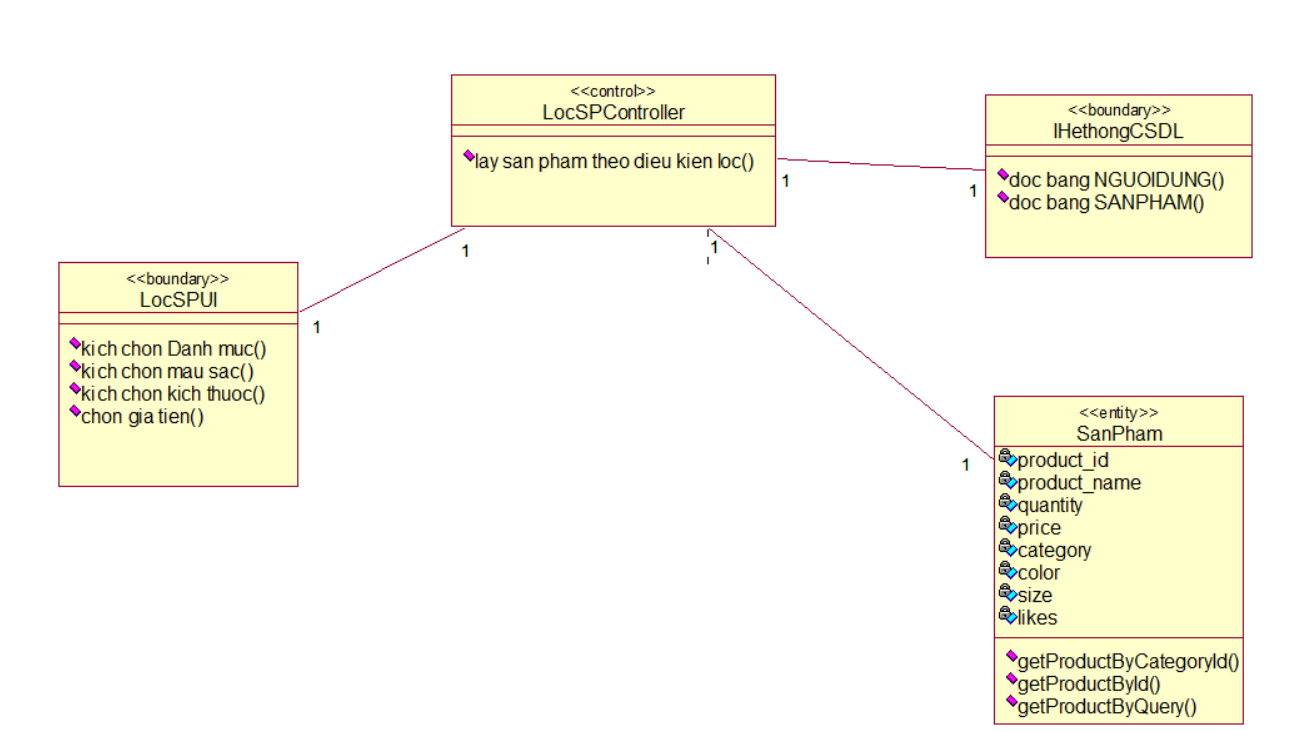 <<control>>
LocSPController
lay san pham theo dieu kien loc()
1
1
<<boundary>>
IHethongCSDL
doc bang NGUOIDUNG()
doc bang SANPHAM()
1
1
<<boundary>>
LocSPUI
kich chon Danh muc()
kich chon mau sac()
kich chon kich thuoc()
chon gia tien()
1
1
<<entity>>
SanPham
product_id
product_name
quantity
price
category
color
size
likes
getProductByCategoryId()
getProductById()
getProductByQuery()